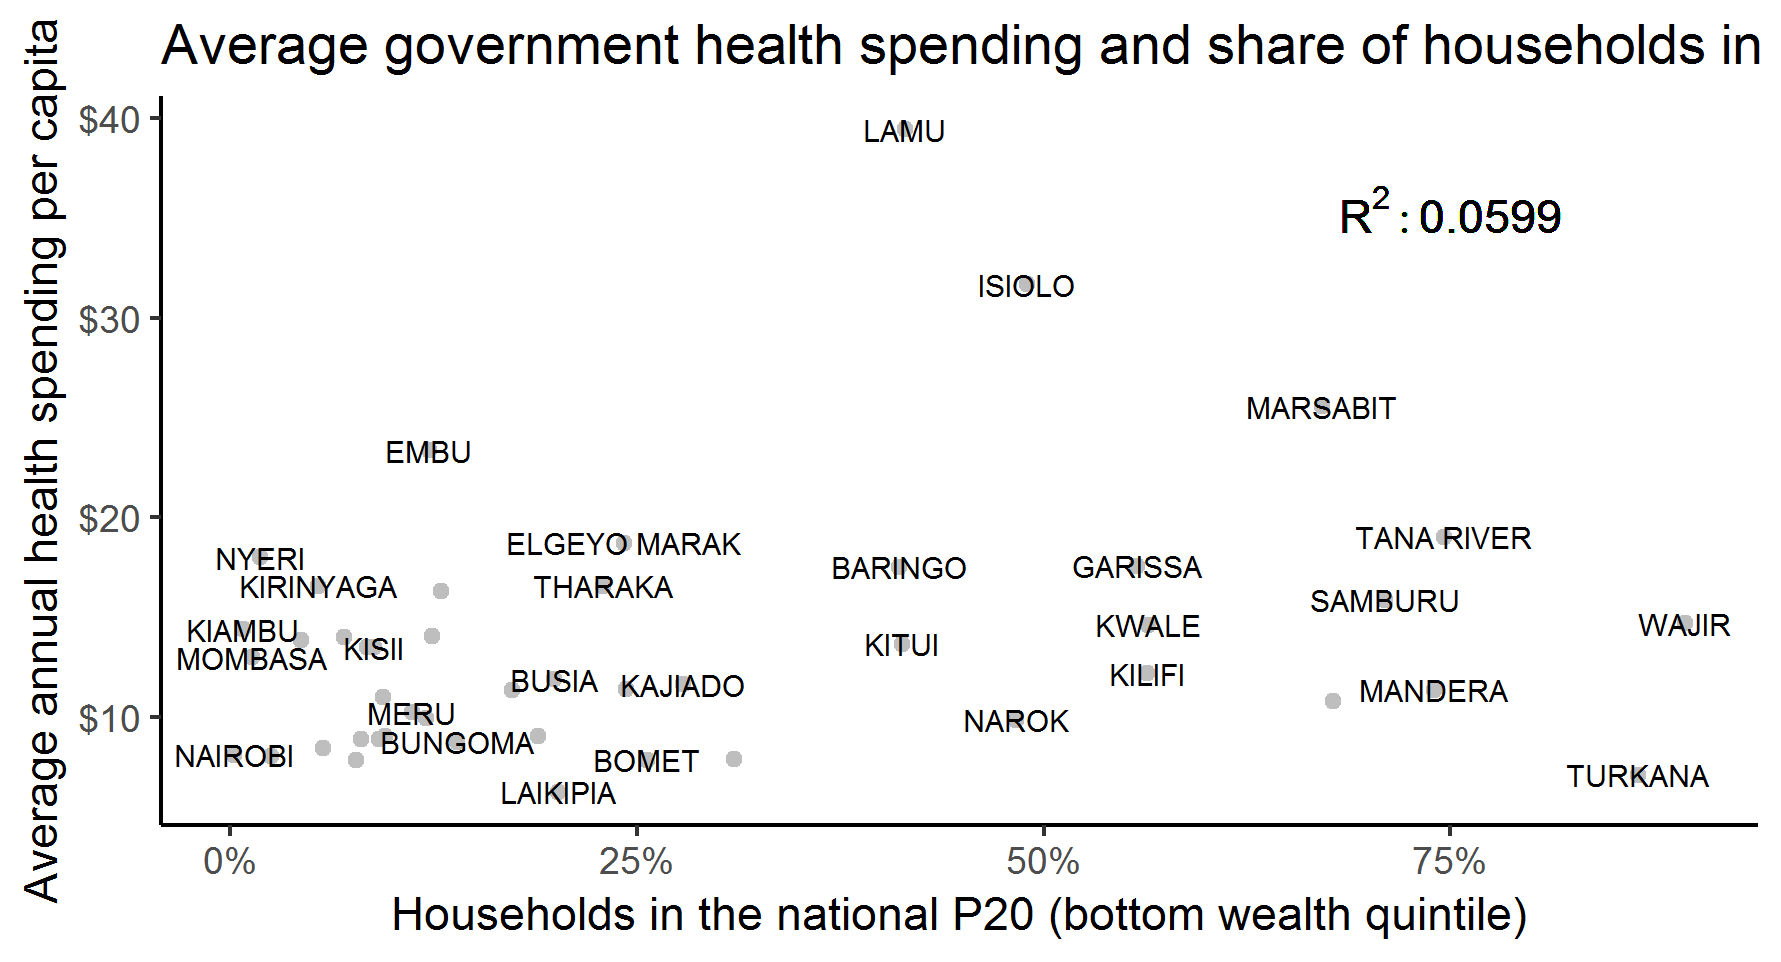 Average government health spending and share of households in
Average annual health spending per capita
$40
$30
$20
$10
LAMU
R2 : 0.0599
ISIOLO
MARSABIT
EMBU
TANA RIVER
ELGEYO MARAK
NYERI
BARINGO
GARISSA
KIRINYAGA
THARAKA
SAMBURU
KIAMBU
KWALE
WAJIR
KISII
KITUI
MOMBASA
BUSIA
KAJIADO
KILIFI
MANDERA
MERU
NAROK
BUNGOMA
NAIROBI
BOMET
TURKANA
LAIKIPIA
0%
25%
50%
75%
Households in the national P20 (bottom wealth quintile)